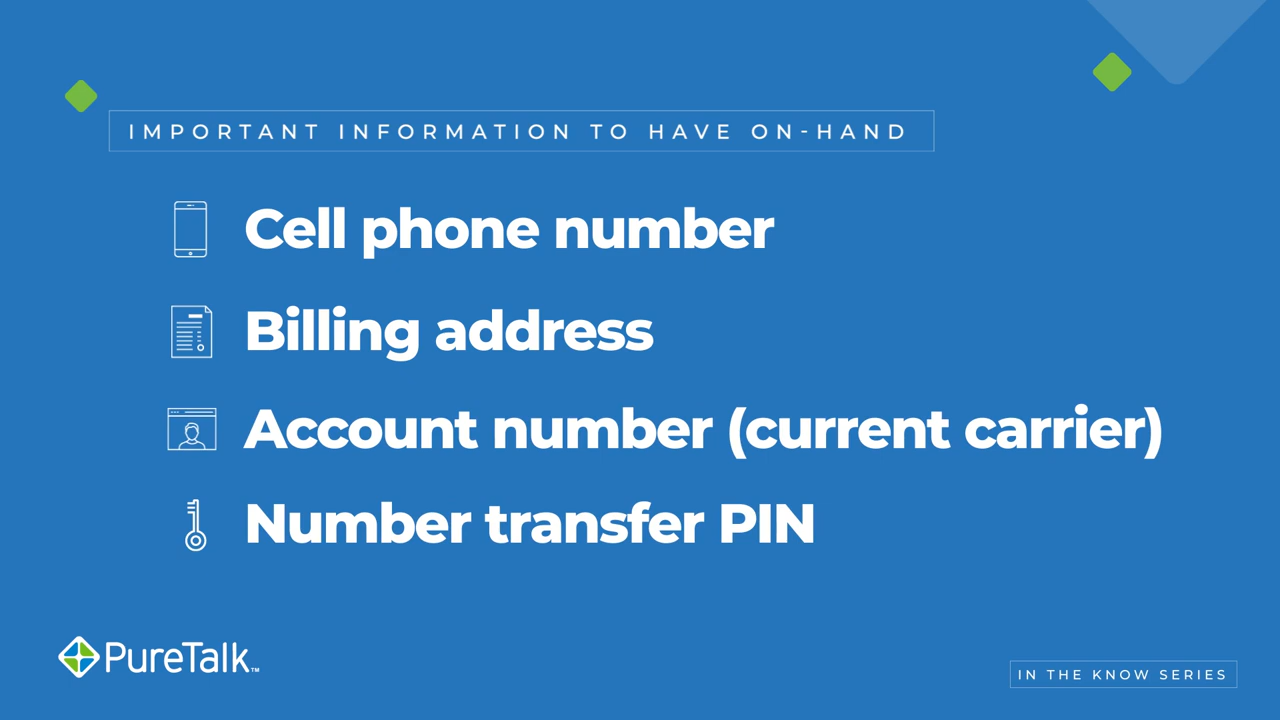 IMPORTANT INFORMATION TO HAVE ON-HAND
Cell phone number
Billing address
Account number (current carrier)
Number transfer PIN
PureTalk™
IN THE KNOW SERIES